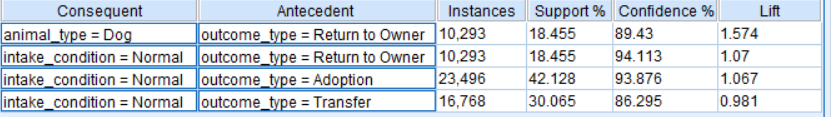 Consequent Antecedent Instances Support % Confidence % Lift
animal_type = Dog outcome_type = Return to Owner 10,293 18.455 89.43 1.574
intake_condition = Normal outcome_type = Return to Owner 10,293 18.455 94.113 1.07
intake_condition = Normal outcome_type = Adoption 23,496 42.128 93.876 1.067
intake_condition = Normal outcome_type = Transfer 16,768 30.065 86.295 0.981